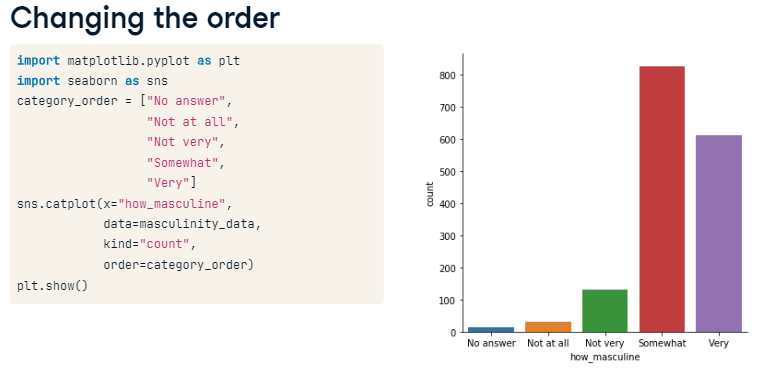 Changing the order
import matplotlib.pyplot as plt
import seaborn as sns
category_order = ["No answer",
                  "Not at all",
                  "Not very",
                  "Somewhat",
                  "Very"]
sns.catplot(x="how_masculine",
            data=masculinity_data,
            kind="count",
            order=category_order)
plt.show()
800
700
600
500
400
300
200
100
0
count
No answer Not at all Not very Somewhat Very
how_masculine